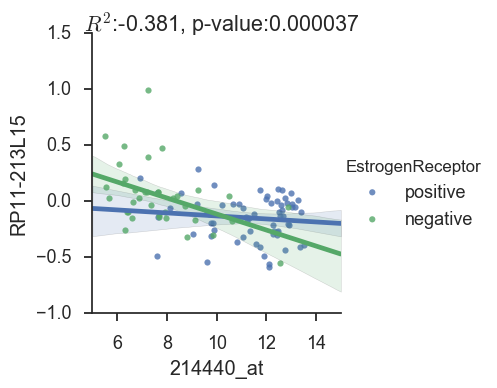 R²:-0.381, p-value:0.000037
1.5
1.0
0.5
0.0
−0.5
−1.0
RP11-213L15
6 8 10 12 14
214440_at
EstrogenReceptor
positive
negative